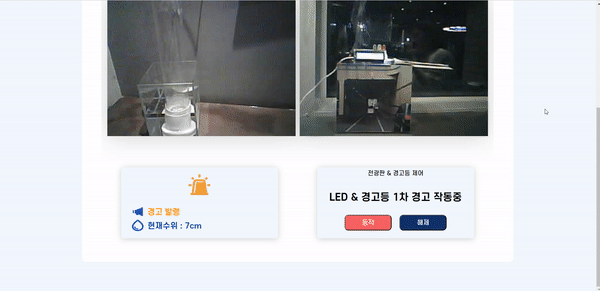 경고 발령
현재수위 : 7cm
전광판 & 경고등 제어
LED & 경고등 1차 경고 작동중
동작
해제